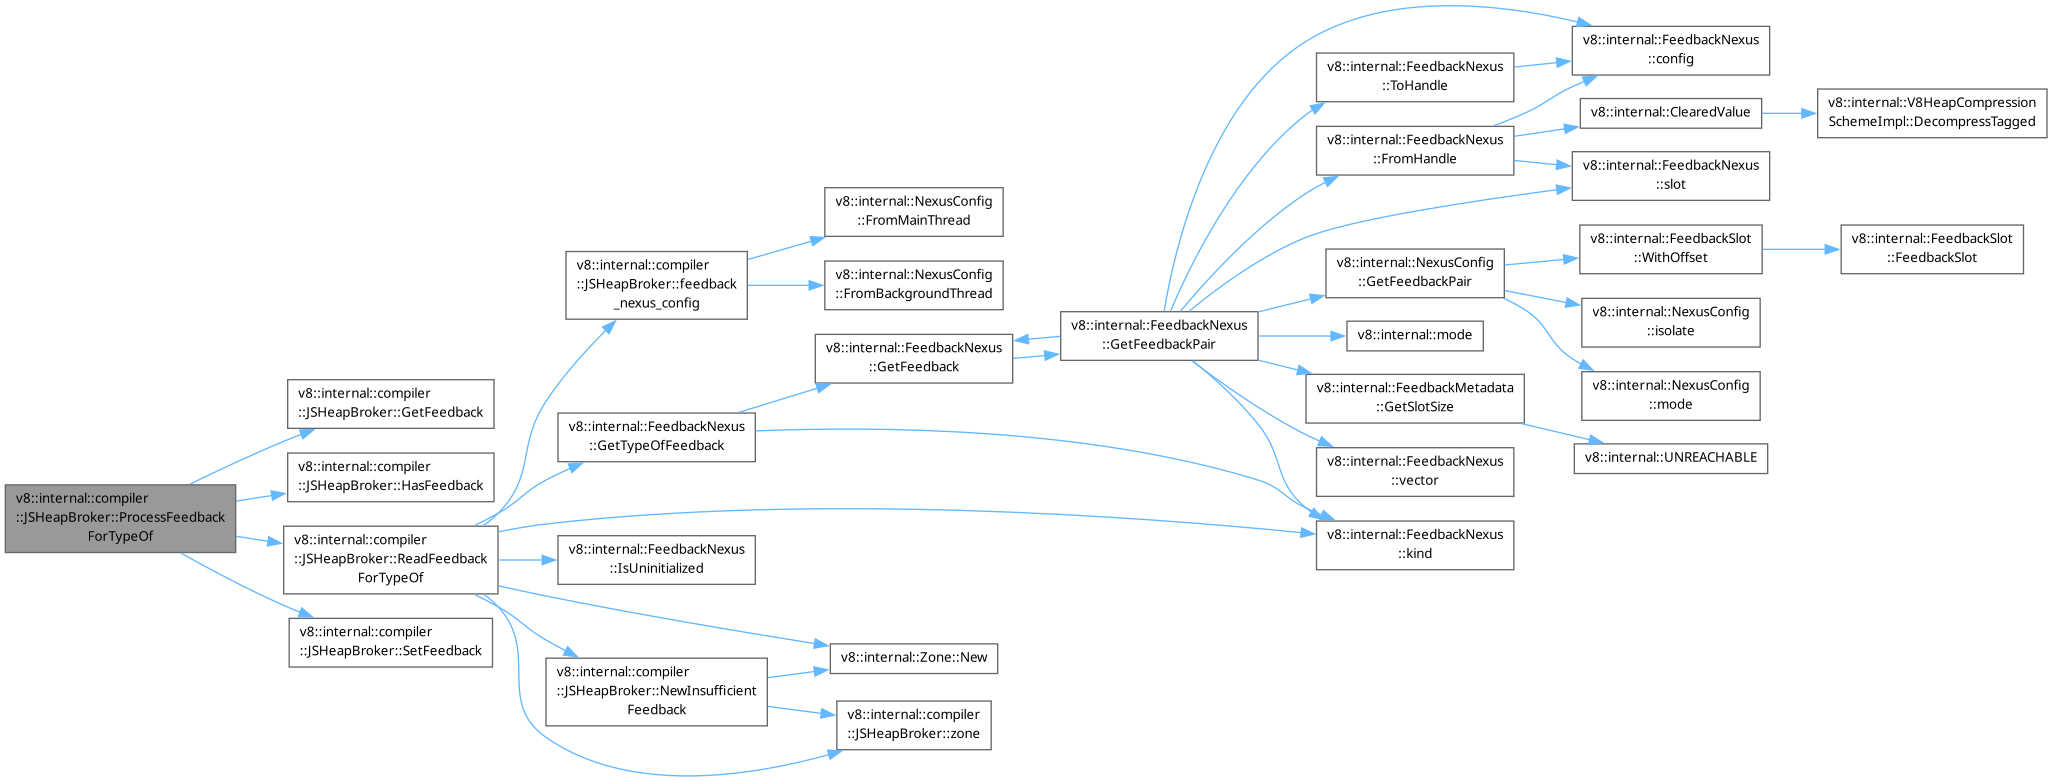 v8::internal::compiler
::JSHeapBroker::ProcessFeedback
ForTypeOf
v8::internal::compiler
::JSHeapBroker::GetFeedback
v8::internal::compiler
::JSHeapBroker::HasFeedback
v8::internal::compiler
::JSHeapBroker::ReadFeedback
ForTypeOf
v8::internal::compiler
::JSHeapBroker::SetFeedback
v8::internal::compiler
::JSHeapBroker::feedback
_nexus_config
v8::internal::FeedbackNexus
::GetTypeOfFeedback
v8::internal::FeedbackNexus
::IsUninitialized
v8::internal::compiler
::JSHeapBroker::NewInsufficient
Feedback
v8::internal::NexusConfig
::FromMainThread
v8::internal::NexusConfig
::FromBackgroundThread
v8::internal::FeedbackNexus
::GetFeedback
v8::internal::Zone::New
v8::internal::compiler
::JSHeapBroker::zone
v8::internal::FeedbackNexus
::GetFeedbackPair
v8::internal::FeedbackNexus
::ToHandle
v8::internal::FeedbackNexus
::FromHandle
v8::internal::NexusConfig
::GetFeedbackPair
v8::internal::mode
v8::internal::FeedbackMetadata
::GetSlotSize
v8::internal::FeedbackNexus
::vector
v8::internal::FeedbackNexus
::kind
v8::internal::FeedbackNexus
::config
v8::internal::ClearedValue
v8::internal::FeedbackNexus
::slot
v8::internal::FeedbackSlot
::WithOffset
v8::internal::NexusConfig
::isolate
v8::internal::NexusConfig
::mode
v8::internal::UNREACHABLE
v8::internal::V8HeapCompression
SchemeImpl::DecompressTagged
v8::internal::FeedbackSlot
::FeedbackSlot